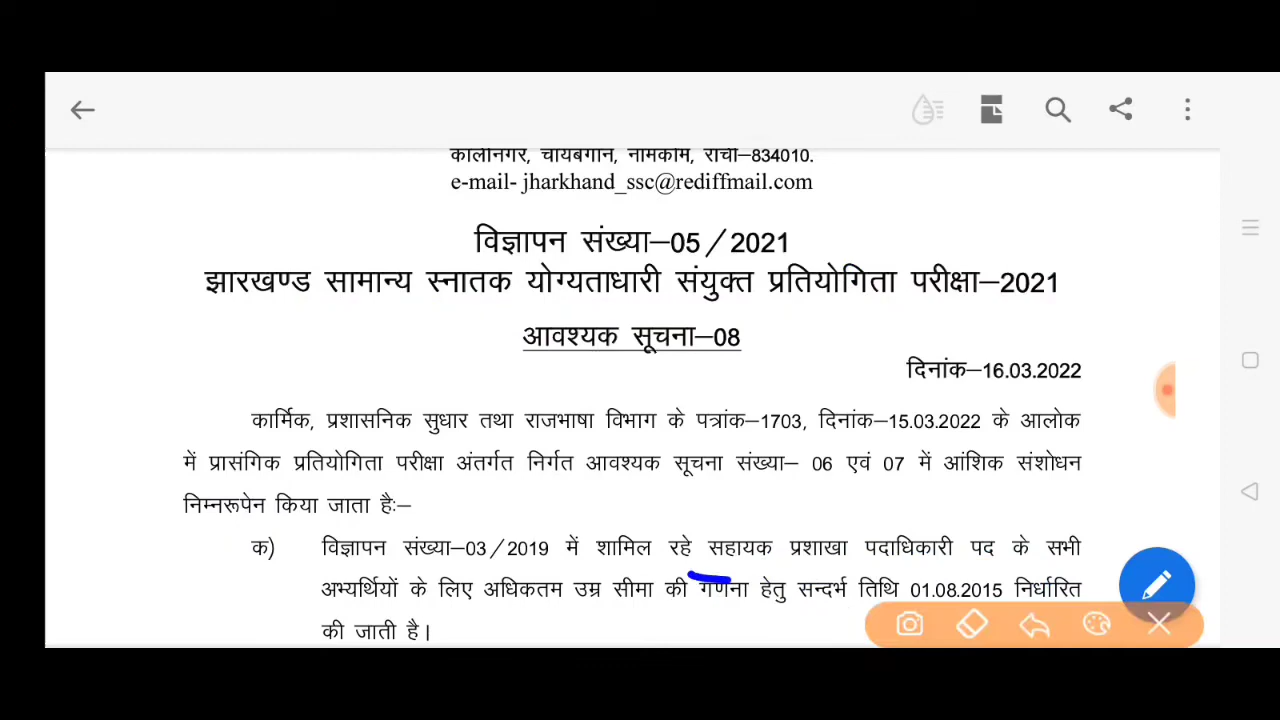 कालीनगर, चायबगान, नामकोम, राँची–834010.
e-mail- jharkhand_ssc@rediffmail.com
विज्ञापन संख्या–05/2021
झारखण्ड सामान्य स्नातक योग्यताधारी संयुक्त प्रतियोगिता परीक्षा–2021
आवश्यक सूचना–08
दिनांक–16.03.2022
कार्मिक, प्रशासनिक सुधार तथा राजभाषा विभाग के पत्रांक–1703, दिनांक–15.03.2022 के आलोक
में प्रासंगिक प्रतियोगिता परीक्षा अंतर्गत निर्गत आवश्यक सूचना संख्या– 06 एवं 07 में आंशिक संशोधन
निम्नरूपेन किया जाता हैः–
क) विज्ञापन संख्या–03/2019 में शामिल रहे सहायक प्रशाखा पदाधिकारी पद के सभी
अभ्यर्थियों के लिए अधिकतम उम्र सीमा की गणना हेतु सन्दर्भ तिथि 01.08.2015 निर्धारित
की जाती है।